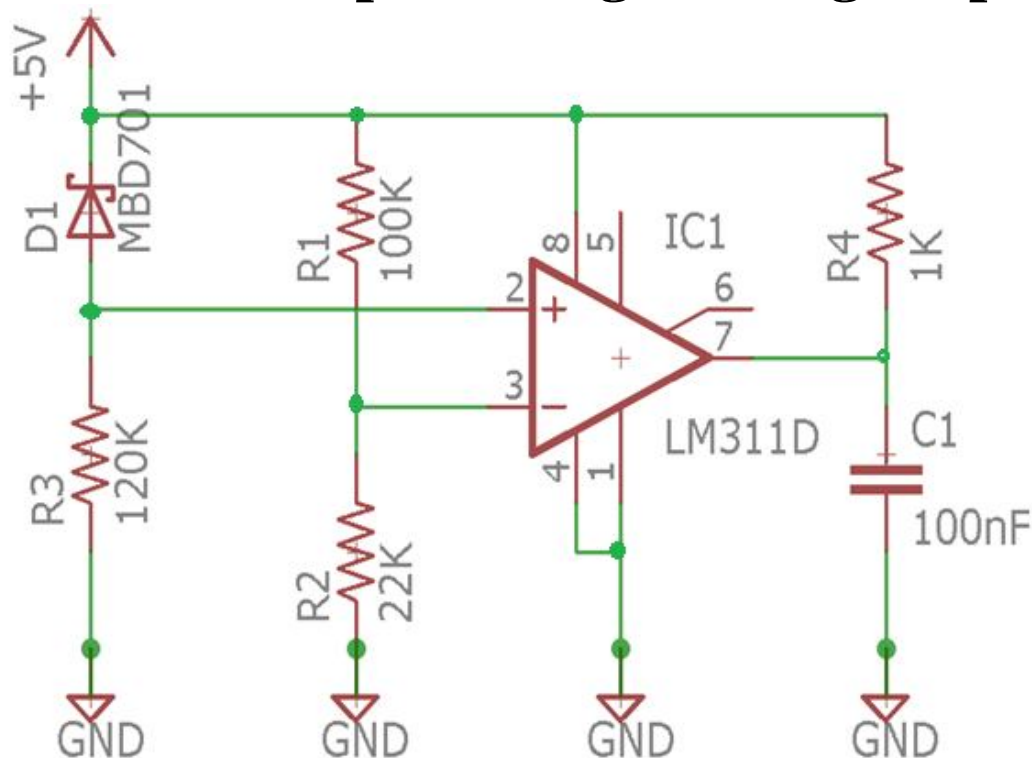 +5V
D1
MBD701
R1
100K
8
5
IC1
6
R4
1K
2
+
7
3
-
LM311D
C1
4
1
R3
120K
100nF
R2
22K
GND
GND
GND
GND